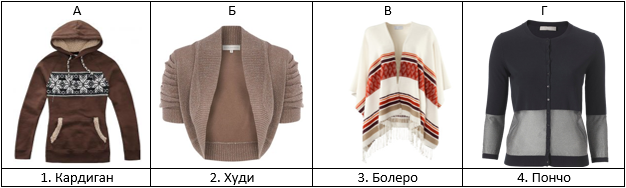 А Б В Г
1. Кардиган 2. Худи 3. Болеро 4. Пончо